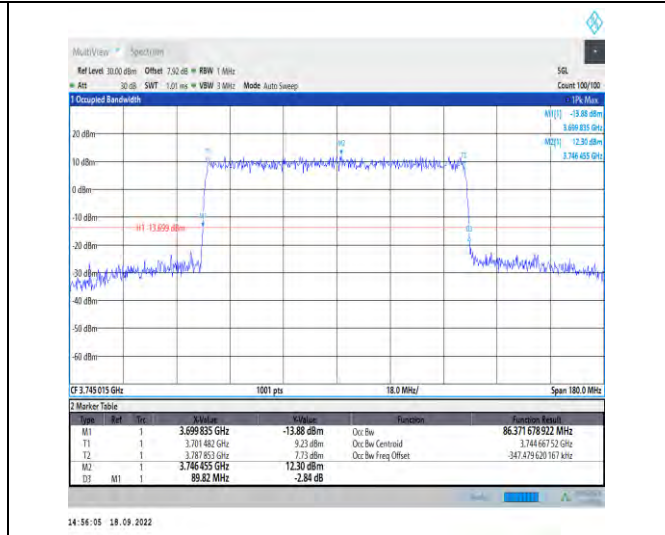 MultiView Spectrum
Ref Level 30.00 dBm Offset 7.92 dB RBW 1 MHz SGL
Att 30 dB SWT 1.01 ms VBW 3 MHz Mode Auto Sweep Count 100/100
1 Occupied Bandwidth 1Pk Max
M1[1] -13.88 dBm
3.699 835 GHz
M2[1] 12.30 dBm
3.746 455 GHz
20 dBm
M2
10 dBm
0 dBm
-10 dBm
H1 -13.699 dBm
-20 dBm
-30 dBm
-40 dBm
-50 dBm
-60 dBm
CF 3.745 015 GHz 1001 pts 18.0 MHz/ Span 180.0 MHz
2 Marker Table
Type Ref Trc X-Value Y-Value Function Function Result
M1 1 3.699 835 GHz -13.88 dBm Occ Bw 86.371 678 922 MHz
T1 1 3.701 482 GHz 9.23 dBm Occ Bw Centroid 3.744 667 52 GHz
T2 1 3.787 853 GHz 7.73 dBm Occ Bw Freq Offset -347.479 620 167 kHz
M2 1 3.746 455 GHz 12.30 dBm
D3 M1 1 89.82 MHz -2.84 dB
14:56:05 18.09.2022